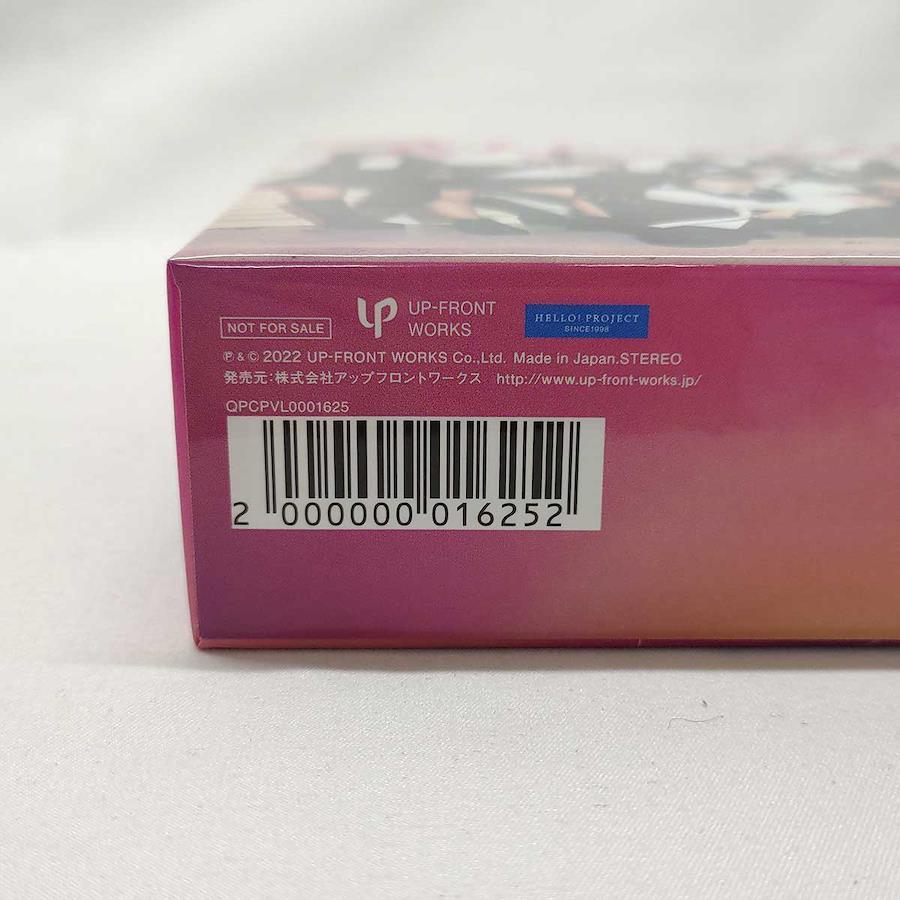 NOT FOR SALE
UP-FRONT
WORKS
HELLO! PROJECT
SINCE1998
℗ & © 2022 UP-FRONT WORKS Co.,Ltd. Made in Japan.STEREO
発売元：株式会社アップフロントワークス http://www.up-front-works.jp/
QPCPVL0001625
2 000000 016252